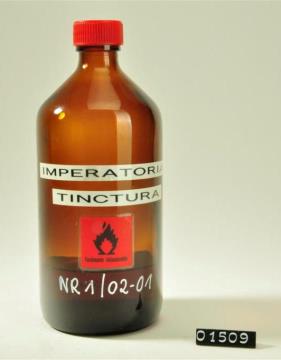 IMPERATORIA
TINCTURA
NR 1/02-01
01509